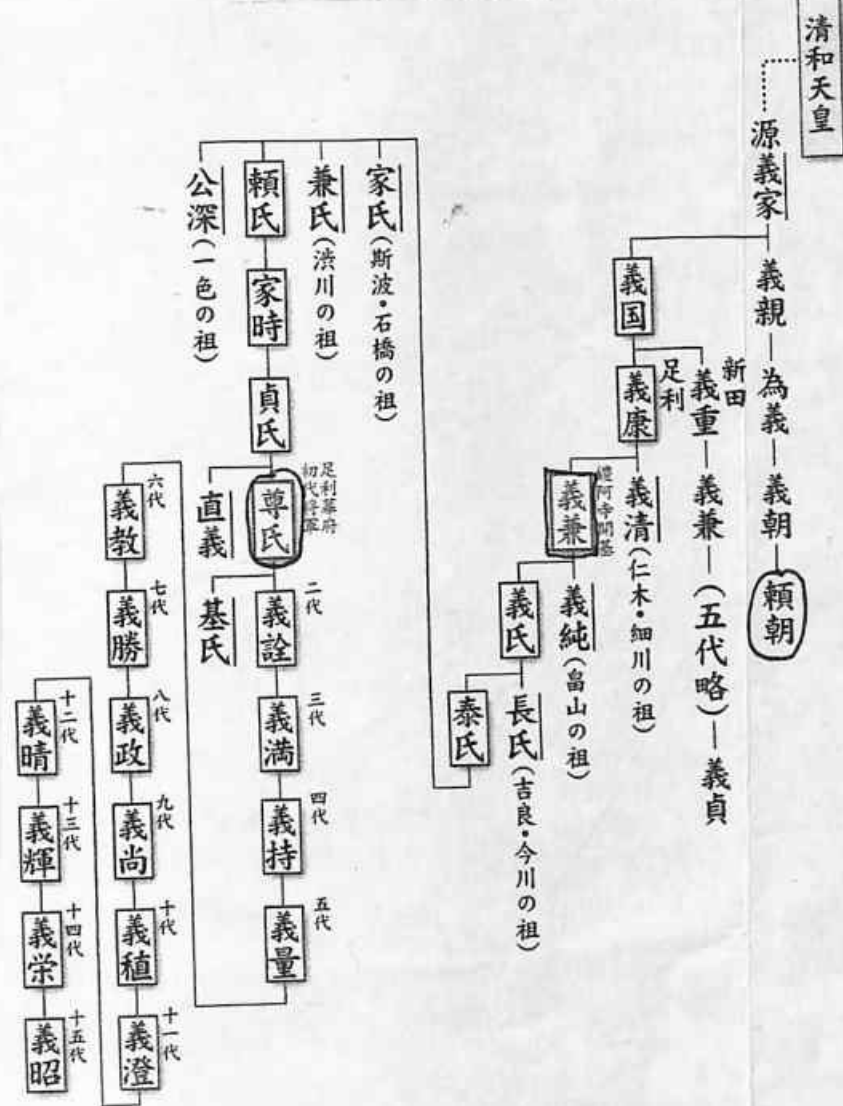 清和天皇
源義家
義親
為義
義朝
頼朝
義国
新田
義重
義兼
(五代略)
義貞
足利
義康
義清(仁木・細川の祖)
鑁阿寺開基
義兼
義純(畠山の祖)
義氏
長氏(吉良・今川の祖)
泰氏
家氏(斯波・石橋の祖)
兼氏(渋川の祖)
頼氏
公深(一色の祖)
家時
貞氏
足利幕府
初代将軍
尊氏
直義
二代
義詮
基氏
三代
義満
四代
義持
五代
義量
六代
義教
七代
義勝
八代
義政
九代
義尚
十代
義稙
十一代
義澄
十二代
義晴
十三代
義輝
十四代
義栄
十五代
義昭